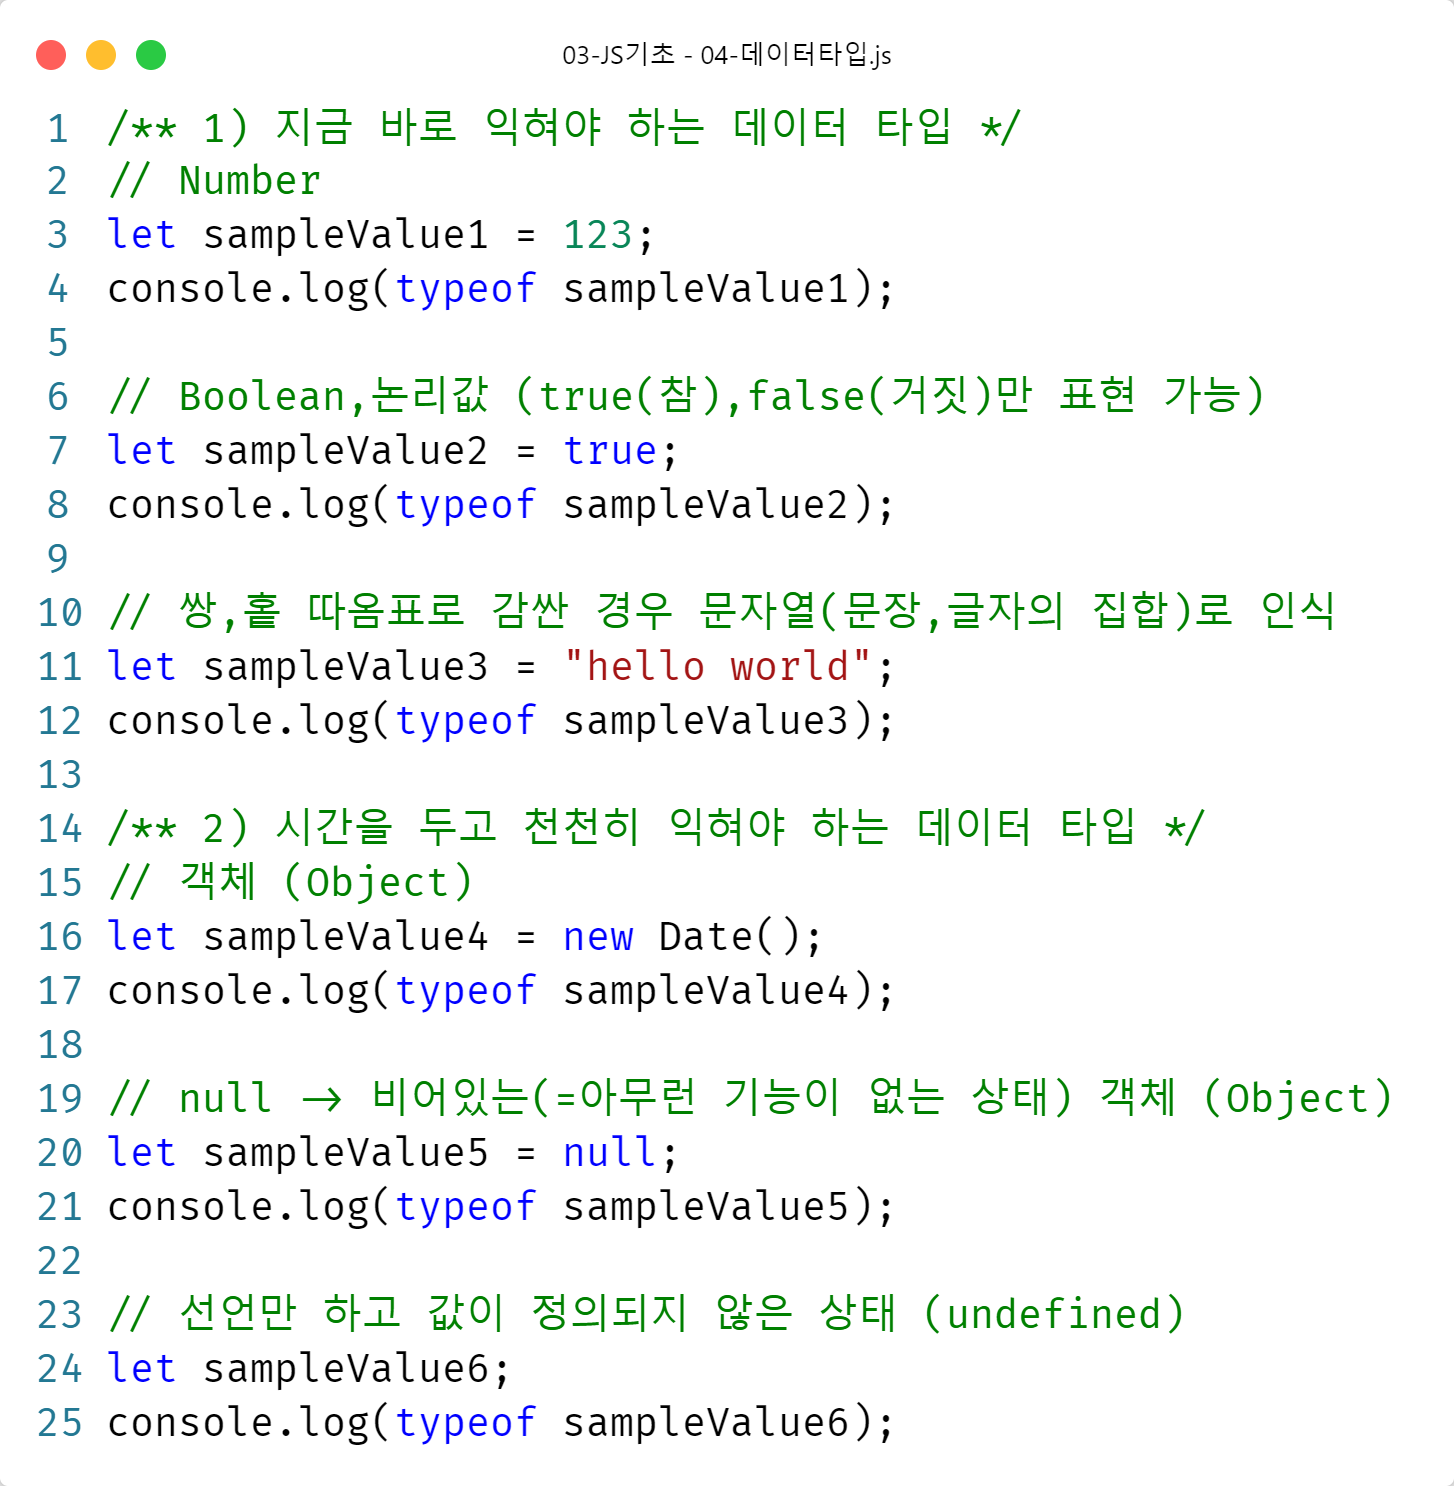 03-JS기초 - 04-데이터타입.js
1 /** 1) 지금 바로 익혀야 하는 데이터 타입 */
2 // Number
3 let sampleValue1 = 123;
4 console.log(typeof sampleValue1);
5
6 // Boolean,논리값 (true(참),false(거짓)만 표현 가능)
7 let sampleValue2 = true;
8 console.log(typeof sampleValue2);
9
10 // 쌍,홑 따옴표로 감싼 경우 문자열(문장,글자의 집합)로 인식
11 let sampleValue3 = "hello world";
12 console.log(typeof sampleValue3);
13
14 /** 2) 시간을 두고 천천히 익혀야 하는 데이터 타입 */
15 // 객체 (Object)
16 let sampleValue4 = new Date();
17 console.log(typeof sampleValue4);
18
19 // null -> 비어있는(=아무런 기능이 없는 상태) 객체 (Object)
20 let sampleValue5 = null;
21 console.log(typeof sampleValue5);
22
23 // 선언만 하고 값이 정의되지 않은 상태 (undefined)
24 let sampleValue6;
25 console.log(typeof sampleValue6);